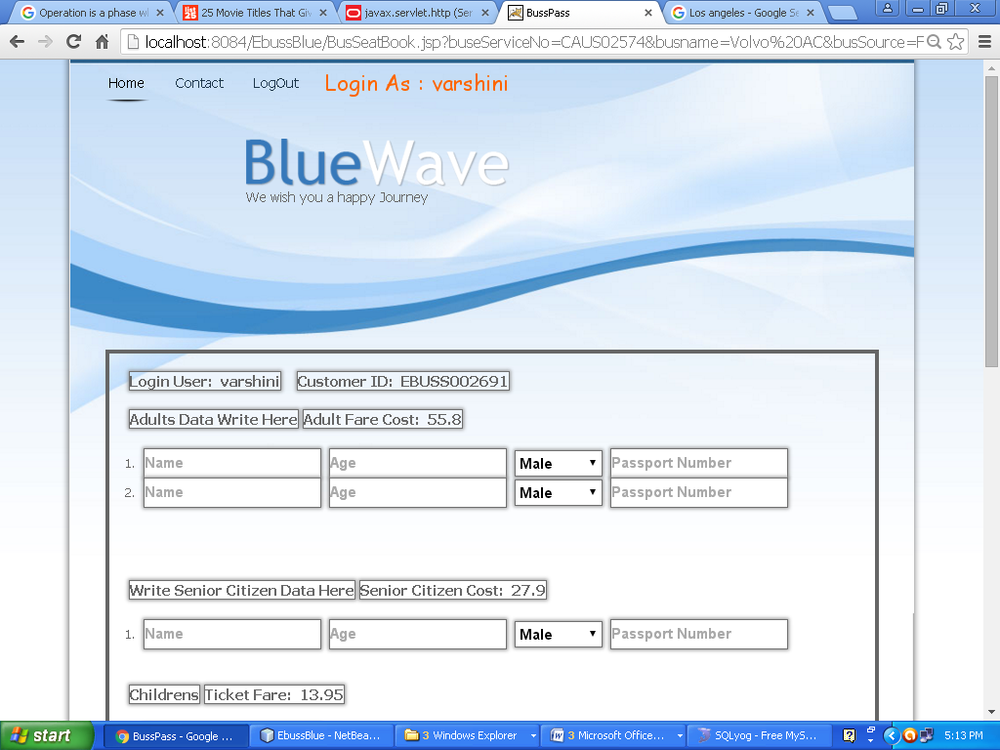 Operation is a phase wh
25 Movie Titles That Giv
javax.servlet.http (Ser
BussPass
Los angeles - Google Se
localhost:8084/EbussBlue/BusSeatBook.jsp?buseServiceNo=CAUS02574&busname=Volvo%20AC&busSource=F
Home Contact LogOut Login As : varshini
BlueWave
We wish you a happy Journey
Login User: varshini Customer ID: EBUSS002691
Adults Data Write Here Adult Fare Cost: 55.8
1. Name Age Male Passport Number
2. Name Age Male Passport Number
Write Senior Citizen Data Here Senior Citizen Cost: 27.9
1. Name Age Male Passport Number
Childrens Ticket Fare: 13.95
start BussPass - Google ... EbussBlue - NetBea... 3 Windows Explorer 3 Microsoft Office... SQLyog - Free MyS... 5:13 PM